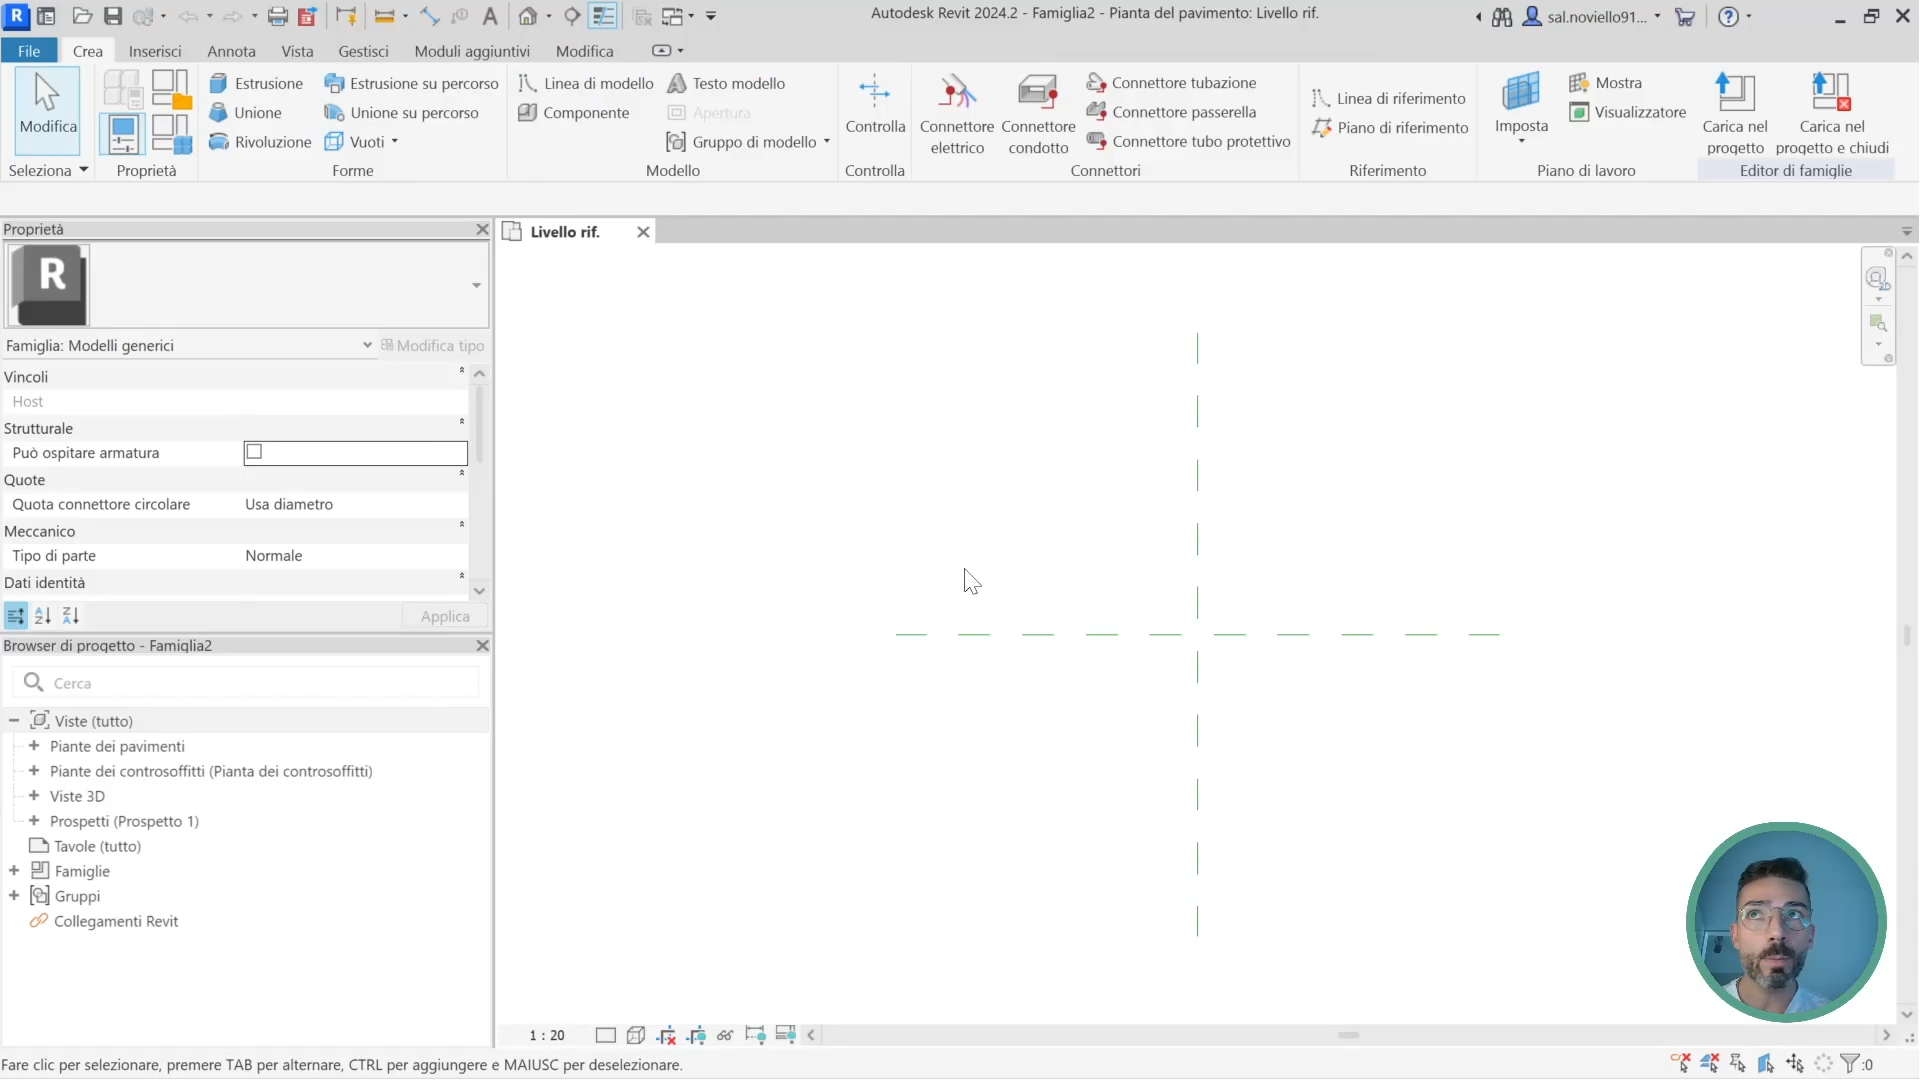 Autodesk Revit 2024.2 - Famiglia2 - Pianta del pavimento: Livello rif.
sal.noviello91...
File
Crea
Inserisci
Annota
Vista
Gestisci
Moduli aggiuntivi
Modifica
Modifica
Estrusione
Unione
Rivoluzione
Estrusione su percorso
Unione su percorso
Vuoti
Linea di modello
Componente
Testo modello
Apertura
Gruppo di modello
Controlla
Connettore
elettrico
Connettore
condotto
Connettore tubazione
Connettore passerella
Connettore tubo protettivo
Linea di riferimento
Piano di riferimento
Imposta
Mostra
Visualizzatore
Carica nel
progetto
Carica nel
progetto e chiudi
Seleziona
Proprietà
Forme
Modello
Controlla
Connettori
Riferimento
Piano di lavoro
Editor di famiglie
Proprietà
Livello rif.
R
Famiglia: Modelli generici
Modifica tipo
Vincoli
Host
Strutturale
Può ospitare armatura
Quote
Quota connettore circolare
Usa diametro
Meccanico
Tipo di parte
Normale
Dati identità
Applica
Browser di progetto - Famiglia2
Cerca
Viste (tutto)
Piante dei pavimenti
Piante dei controsoffitti (Pianta dei controsoffitti)
Viste 3D
Prospetti (Prospetto 1)
Tavole (tutto)
Famiglie
Gruppi
Collegamenti Revit
1 : 20
Fare clic per selezionare, premere TAB per alternare, CTRL per aggiungere e MAIUSC per deselezionare.
:0